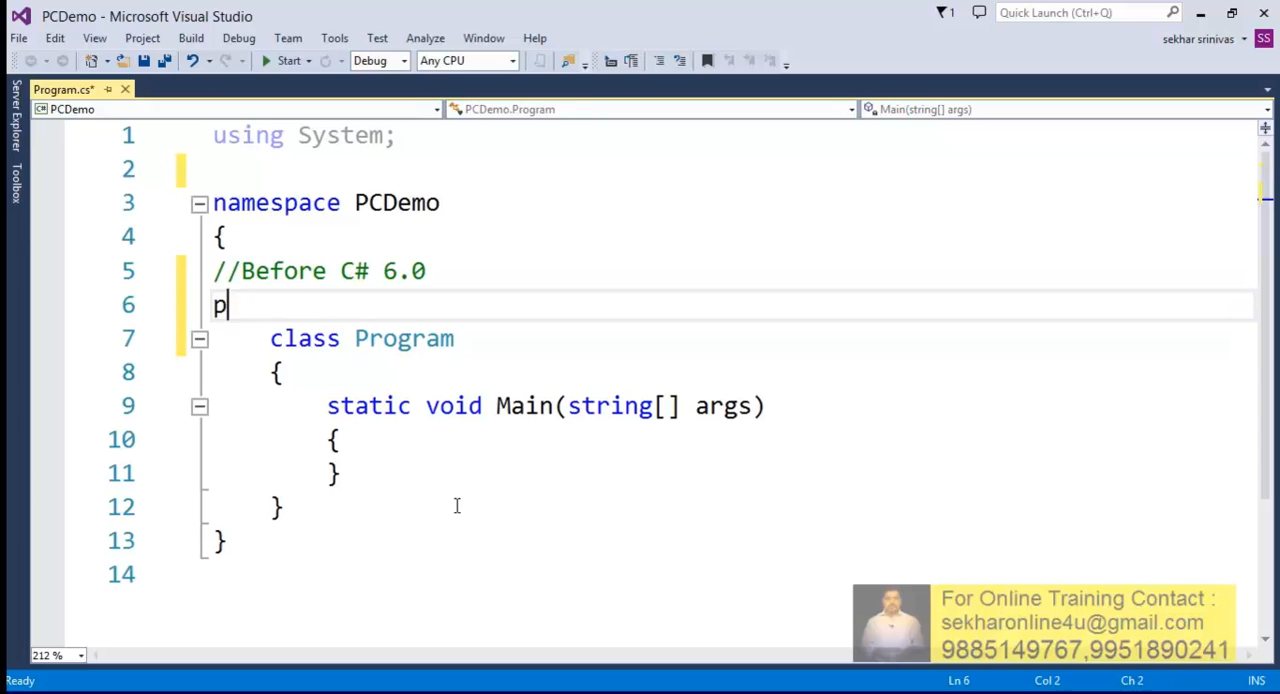 PCDemo - Microsoft Visual Studio
1
Quick Launch (Ctrl+Q)
File Edit View Project Build Debug Team Tools Test Analyze Window Help
sekhar srinivas SS
Start Debug Any CPU
Server Explorer
Toolbox
Program.cs*
PCDemo PCDemo.Program Main(string[] args)
1 using System;
2
3 namespace PCDemo
4 {
5 //Before C# 6.0
6 p
7 class Program
8 {
9 static void Main(string[] args)
10 {
11 }
12 }
13 }
14
For Online Training Contact :
sekharonline4u@gmail.com
9885149767,9951890241
212 %
Ready Ln 6 Col 2 Ch 2 INS